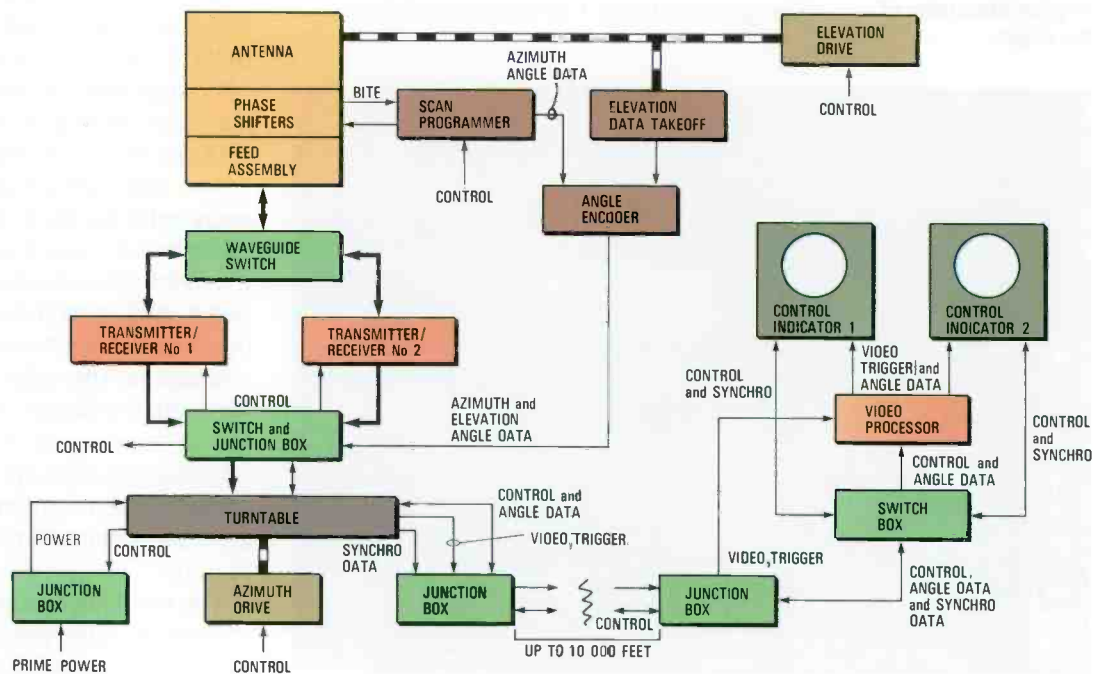 ANTENNA
PHASE
SHIFTERS
FEED
ASSEMBLY
BITE
SCAN
PROGRAMMER
CONTROL
AZIMUTH
ANGLE DATA
ELEVATION
DATA TAKEOFF
ELEVATION
DRIVE
CONTROL
ANGLE
ENCODER
WAVEGUIDE
SWITCH
TRANSMITTER/
RECEIVER No 1
TRANSMITTER/
RECEIVER No 2
CONTROL
SWITCH and
JUNCTION BOX
CONTROL
AZIMUTH and
ELEVATION
ANGLE DATA
CONTROL
INDICATOR 1
CONTROL
INDICATOR 2
VIDEO
TRIGGER and
ANGLE DATA
CONTROL
and SYNCHRO
VIDEO
PROCESSOR
CONTROL
and
SYNCHRO
CONTROL and
ANGLE DATA
SWITCH
BOX
TURNTABLE
POWER
CONTROL
SYNCHRO
OATA
CONTROL and
ANGLE DATA
VIDEO, TRIGGER
JUNCTION
BOX
PRIME POWER
AZIMUTH
DRIVE
CONTROL
JUNCTION
BOX
CONTROL
UP TO 10 000 FEET
JUNCTION
BOX
VIDEO, TRIGGER
CONTROL,
ANGLE OATA
and SYNCHRO
DATA